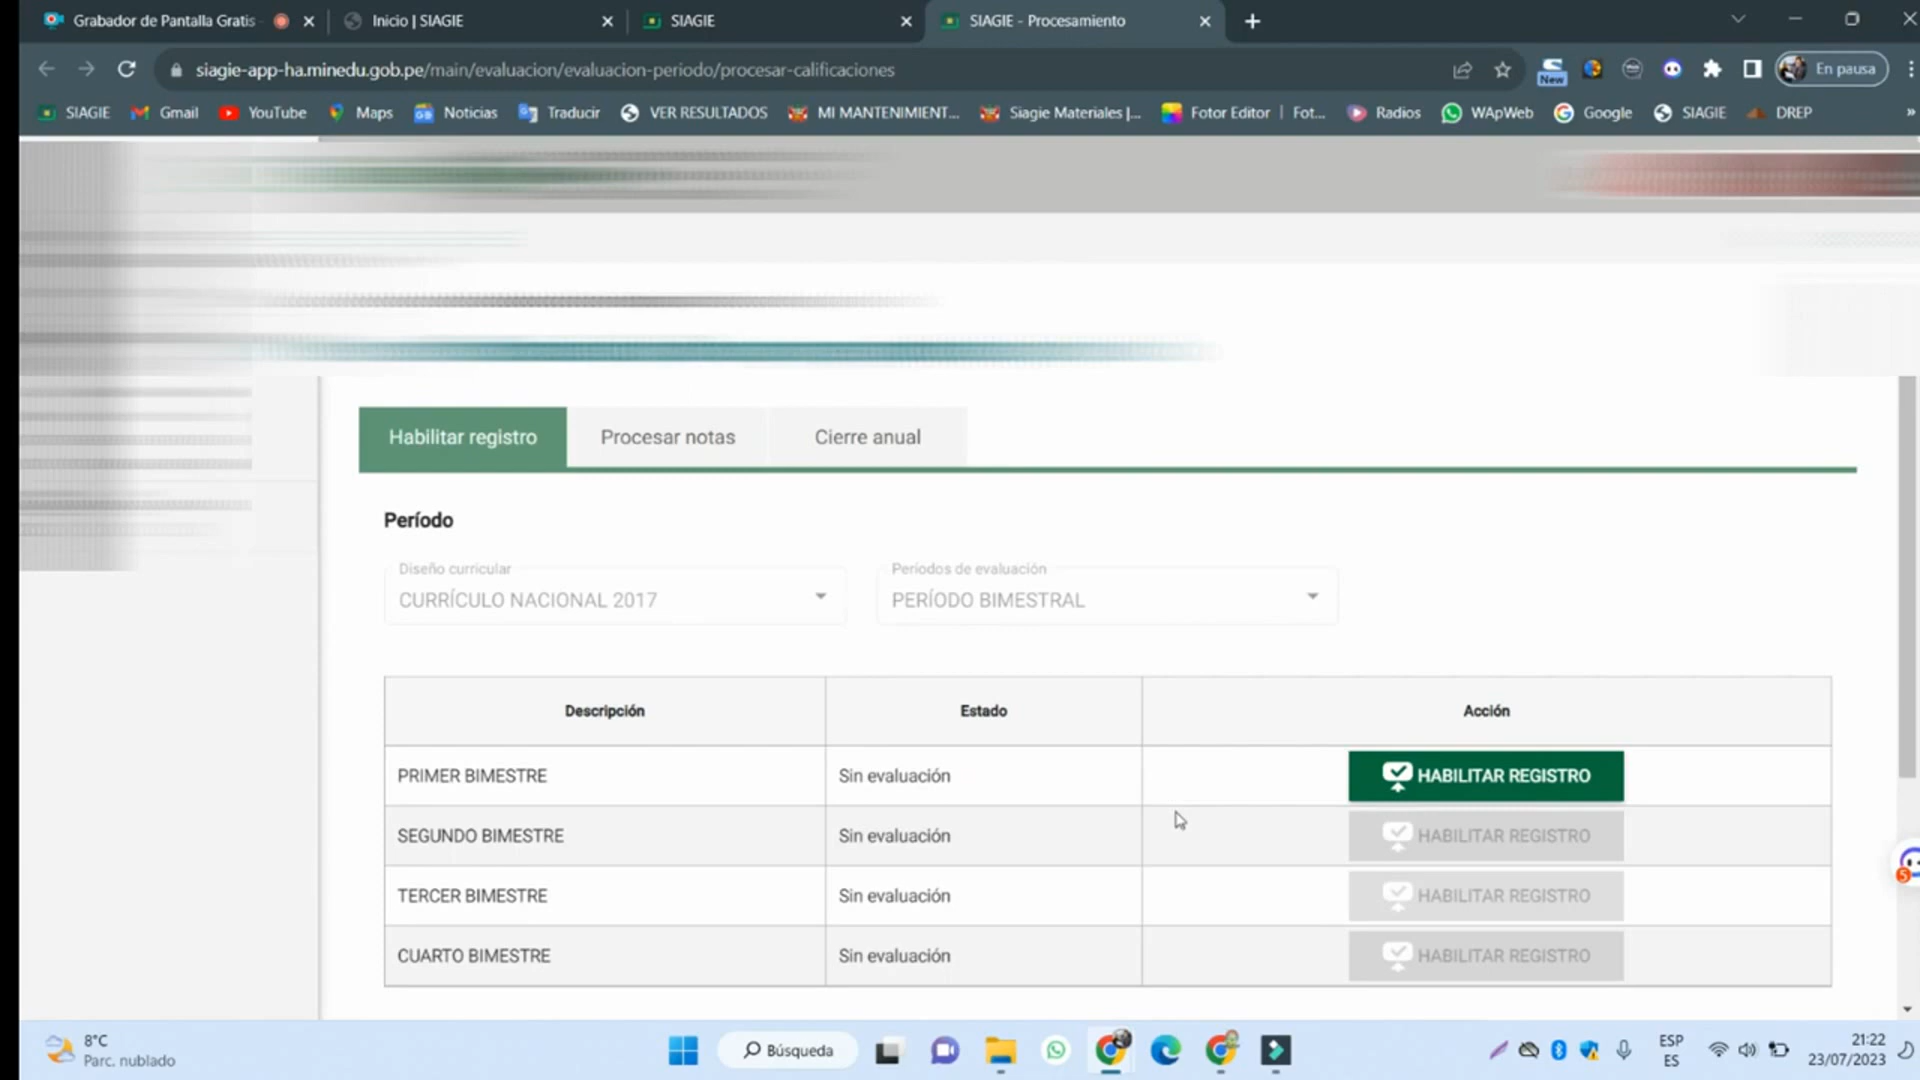 Grabador de Pantalla Gratis
Inicio | SIAGIE
SIAGIE
SIAGIE - Procesamiento
siagie-app-ha.minedu.gob.pe/main/evaluacion/evaluacion-periodo/procesar-calificaciones
New
En pausa
SIAGIE
Gmail
YouTube
Maps
Noticias
Traducir
VER RESULTADOS
MI MANTENIMIENT...
Siagie Materiales |...
Fotor Editor | Fot...
Radios
WApWeb
Google
SIAGIE
DREP
»
Habilitar registro
Procesar notas
Cierre anual
Período
Diseño curricular
CURRÍCULO NACIONAL 2017
Períodos de evaluación
PERÍODO BIMESTRAL
Descripción Estado Acción
PRIMER BIMESTRE Sin evaluación HABILITAR REGISTRO
SEGUNDO BIMESTRE Sin evaluación HABILITAR REGISTRO
TERCER BIMESTRE Sin evaluación HABILITAR REGISTRO
CUARTO BIMESTRE Sin evaluación HABILITAR REGISTRO
5
8°C
Parc. nublado
Búsqueda
ESP
ES
21:22
23/07/2023